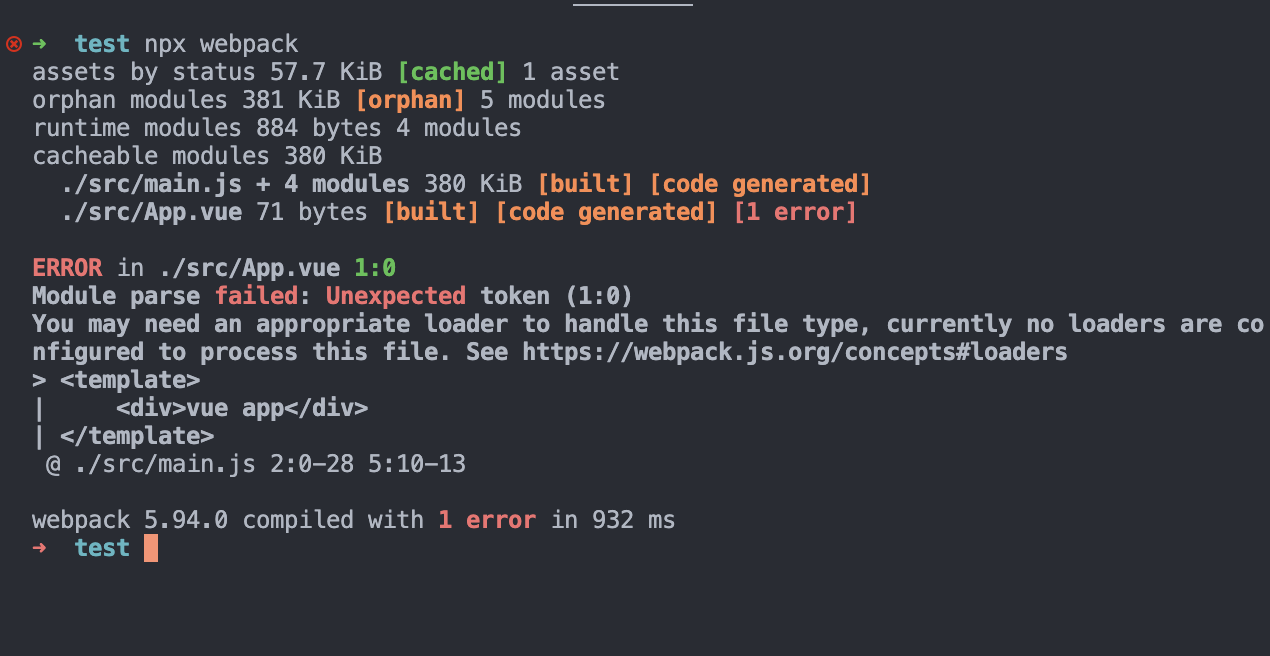 ➜  test npx webpack
assets by status 57.7 KiB [cached] 1 asset
orphan modules 381 KiB [orphan] 5 modules
runtime modules 884 bytes 4 modules
cacheable modules 380 KiB
  ./src/main.js + 4 modules 380 KiB [built] [code generated]
  ./src/App.vue 71 bytes [built] [code generated] [1 error]

ERROR in ./src/App.vue 1:0
Module parse failed: Unexpected token (1:0)
You may need an appropriate loader to handle this file type, currently no loaders are co
nfigured to process this file. See https://webpack.js.org/concepts#loaders
> <template>
|     <div>vue app</div>
| </template>
 @ ./src/main.js 2:0-28 5:10-13

webpack 5.94.0 compiled with 1 error in 932 ms
➜  test